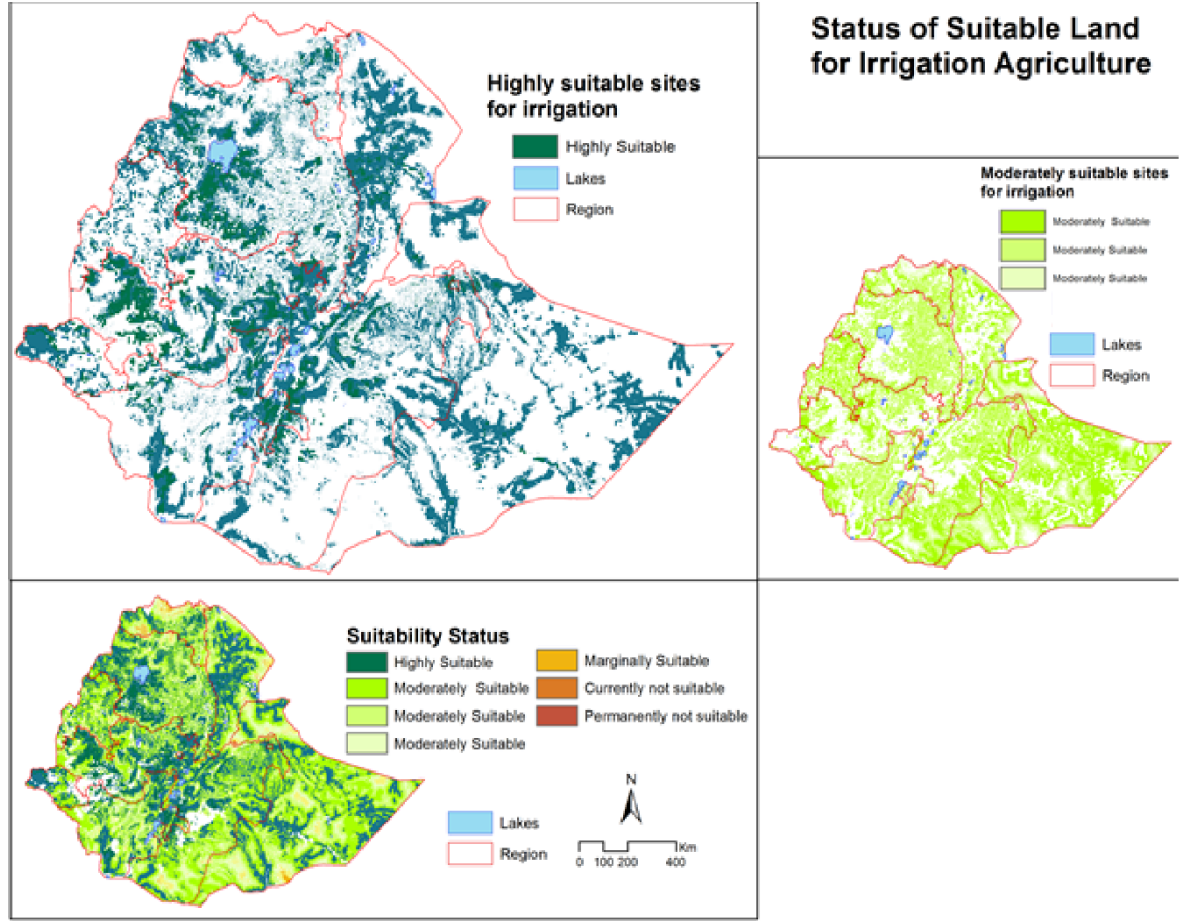 Status of Suitable Land
for Irrigation Agriculture
Highly suitable sites
for irrigation
Highly Suitable
Lakes
Region
Moderately suitable sites
for irrigation
Moderately Suitable
Moderately Suitable
Moderately Suitable
Lakes
Region
Suitability Status
Highly Suitable
Moderately Suitable
Moderately Suitable
Moderately Suitable
Marginally Suitable
Currently not suitable
Permanently not suitable
Lakes
Region
N
Km
0 100 200 400